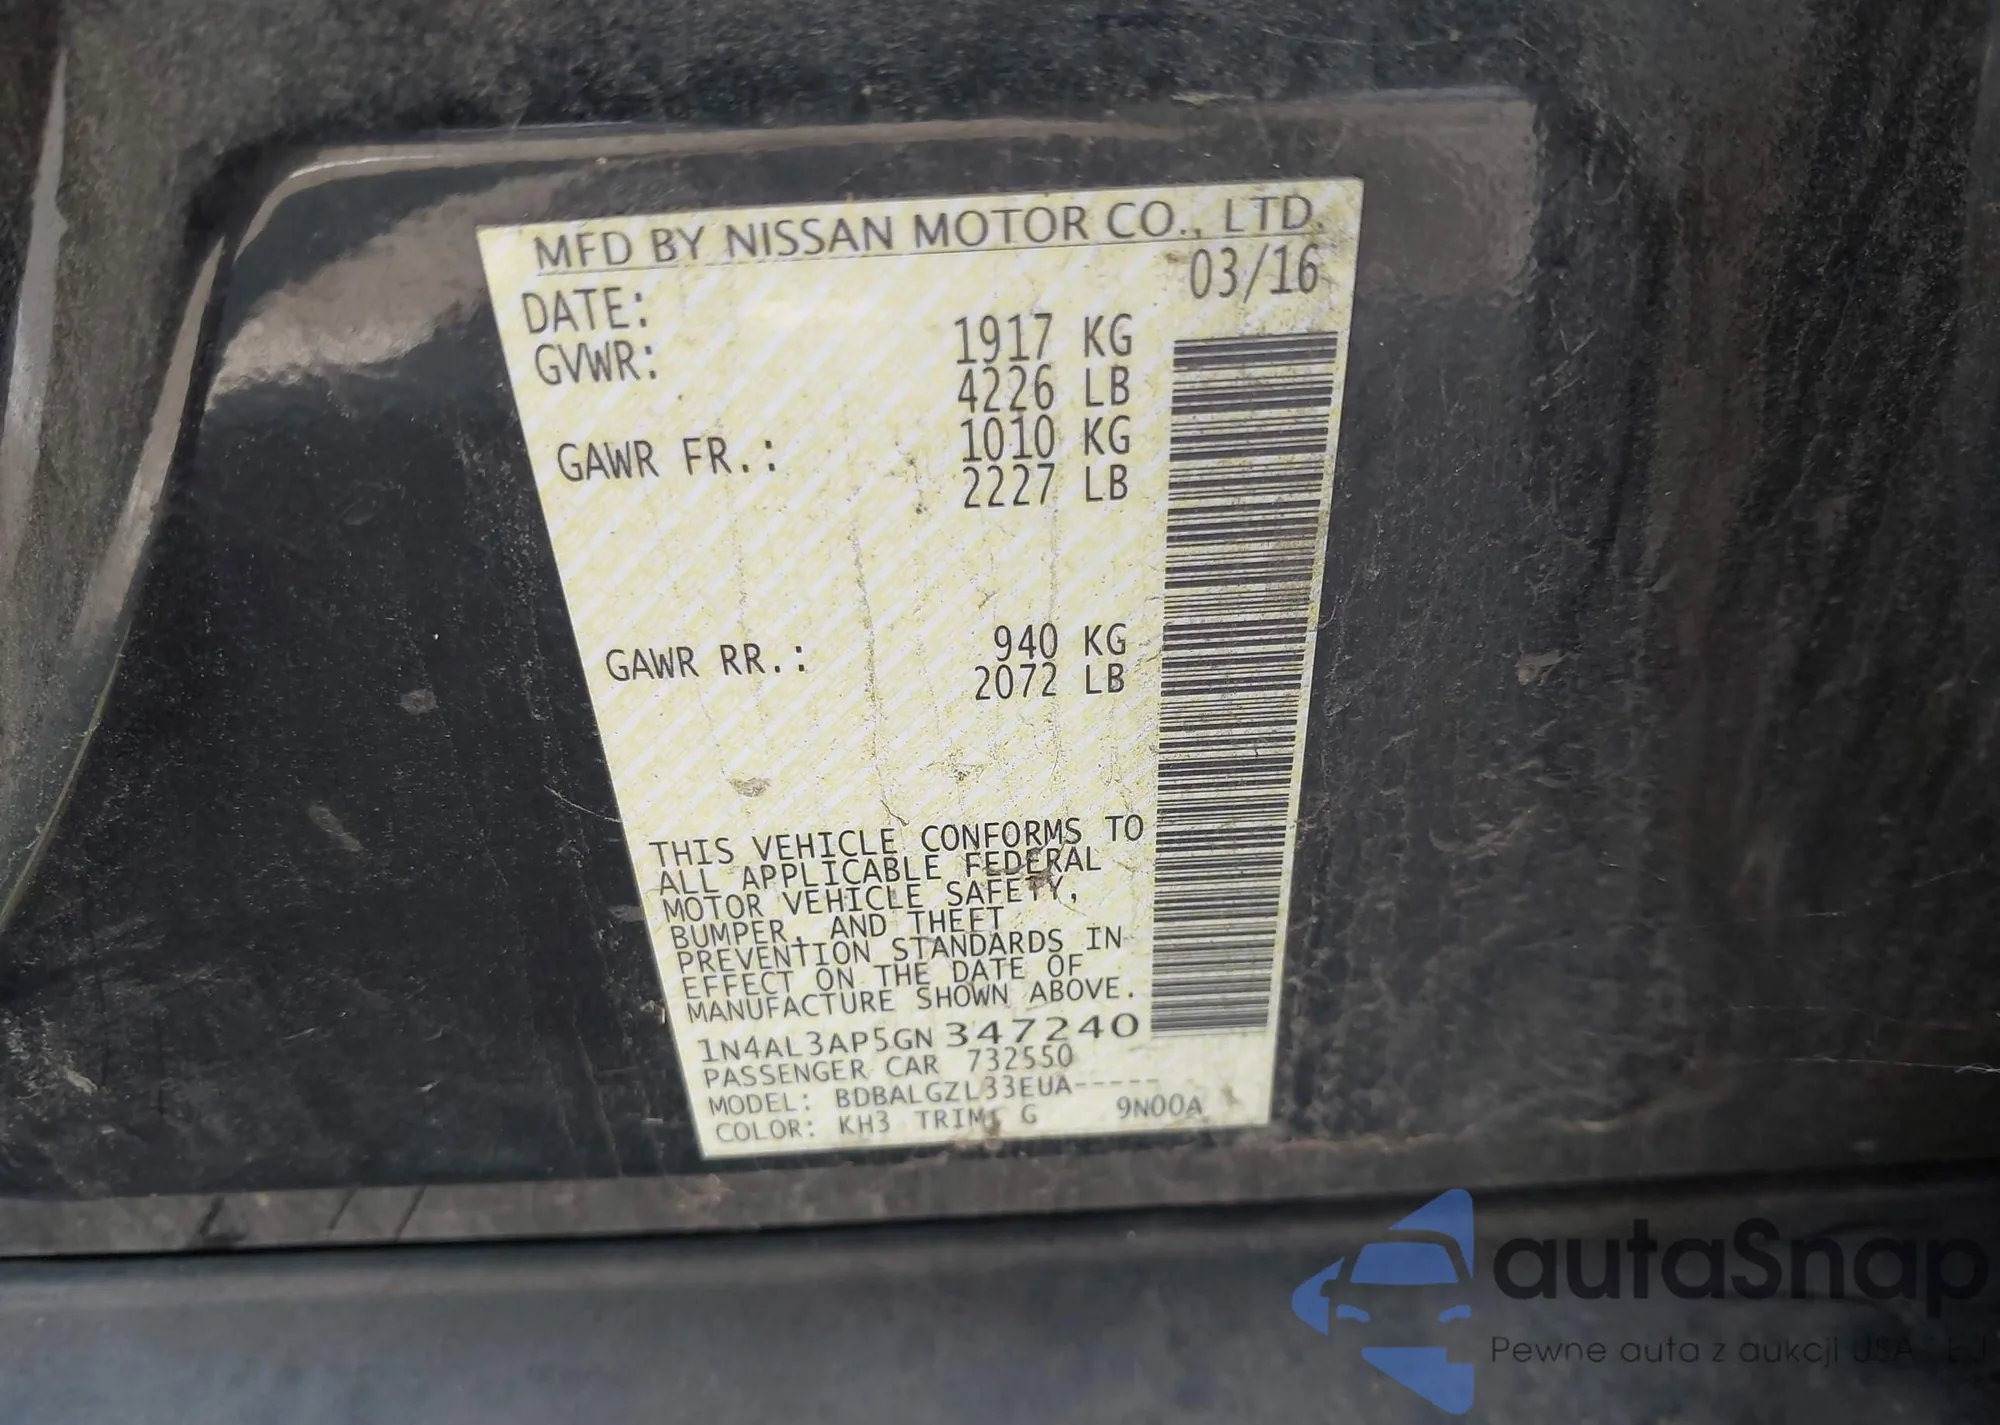 MFD BY NISSAN MOTOR CO., LTD.
DATE: 03/16
GVWR: 1917 KG
4226 LB
GAWR FR.: 1010 KG
2227 LB
GAWR RR.: 940 KG
2072 LB
THIS VEHICLE CONFORMS TO
ALL APPLICABLE FEDERAL
MOTOR VEHICLE SAFETY,
BUMPER, AND THEFT
PREVENTION STANDARDS IN
EFFECT ON THE DATE OF
MANUFACTURE SHOWN ABOVE.
1N4AL3AP5GN 347240
PASSENGER CAR 732550
MODEL: BDBALGZL33EUA-----
COLOR: KH3 TRIM: G 9N00A
autaSnap
Pewne auta z aukcji USA